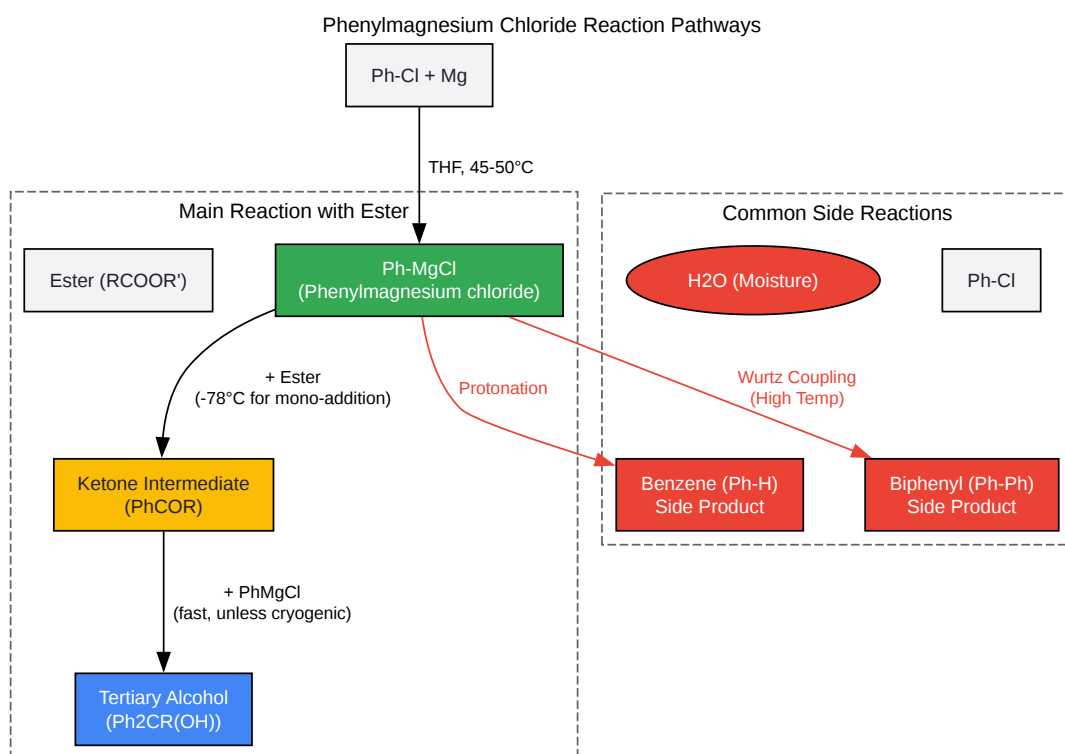 Phenylmagnesium Chloride Reaction Pathways
Ph-Cl + Mg
THF, 45-50°C
Main Reaction with Ester
Ester (RCOOR')
Ph-MgCl
(Phenylmagnesium chloride)
+ Ester
(-78°C for mono-addition)
Ketone Intermediate
(PhCOR)
+ PhMgCl
(fast, unless cryogenic)
Tertiary Alcohol
(Ph2CR(OH))
Common Side Reactions
H2O (Moisture)
Ph-Cl
Protonation
Wurtz Coupling
(High Temp)
Benzene (Ph-H)
Side Product
Biphenyl (Ph-Ph)
Side Product